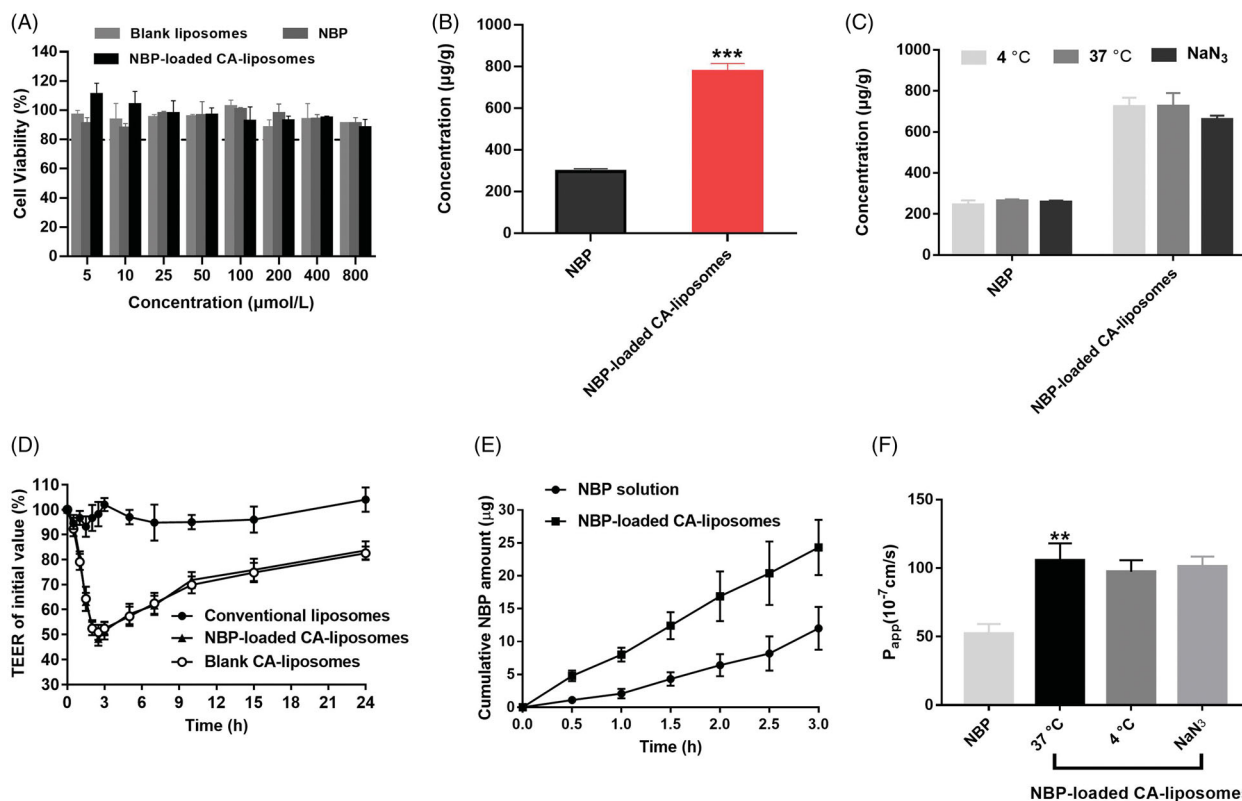 (A)
Blank liposomes
NBP
NBP-loaded CA-liposomes
Cell Viability (%)
140
120
100
80
60
40
20
0
5 10 25 50 100 200 400 800
Concentration (µmol/L)
(B)
Concentration (µg/g)
1000
800
600
400
200
0
***
NBP
NBP-loaded CA-liposomes
(C)
4 °C 37 °C NaN3
Concentration (µg/g)
1000
800
600
400
200
0
NBP
NBP-loaded CA-liposomes
(D)
TEER of initial value (%)
110
100
90
80
70
60
50
40
30
Conventional liposomes
NBP-loaded CA-liposomes
Blank CA-liposomes
0 3 6 9 12 15 18 21 24
Time (h)
(E)
NBP solution
NBP-loaded CA-liposomes
Cumulative NBP amount (µg)
35
30
25
20
15
10
5
0
0.0 0.5 1.0 1.5 2.0 2.5 3.0
Time (h)
(F)
Papp(10-7cm/s)
200
150
100
50
0
**
NBP
37 °C
4 °C
NaN3
NBP-loaded CA-liposome